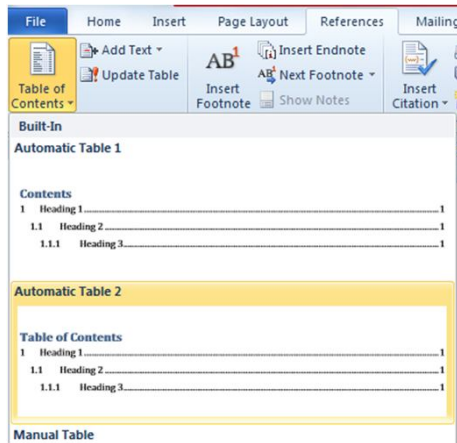 File Home Insert Page Layout References Mailing
Add Text Insert Endnote
Update Table AB¹ AB Next Footnote
Table of Contents Insert Footnote Show Notes Insert Citation
Built-In
Automatic Table 1
Contents
1 Heading 1 1
1.1 Heading 2 1
1.1.1 Heading 3 1
Automatic Table 2
Table of Contents
1 Heading 1 1
1.1 Heading 2 1
1.1.1 Heading 3 1
Manual Table